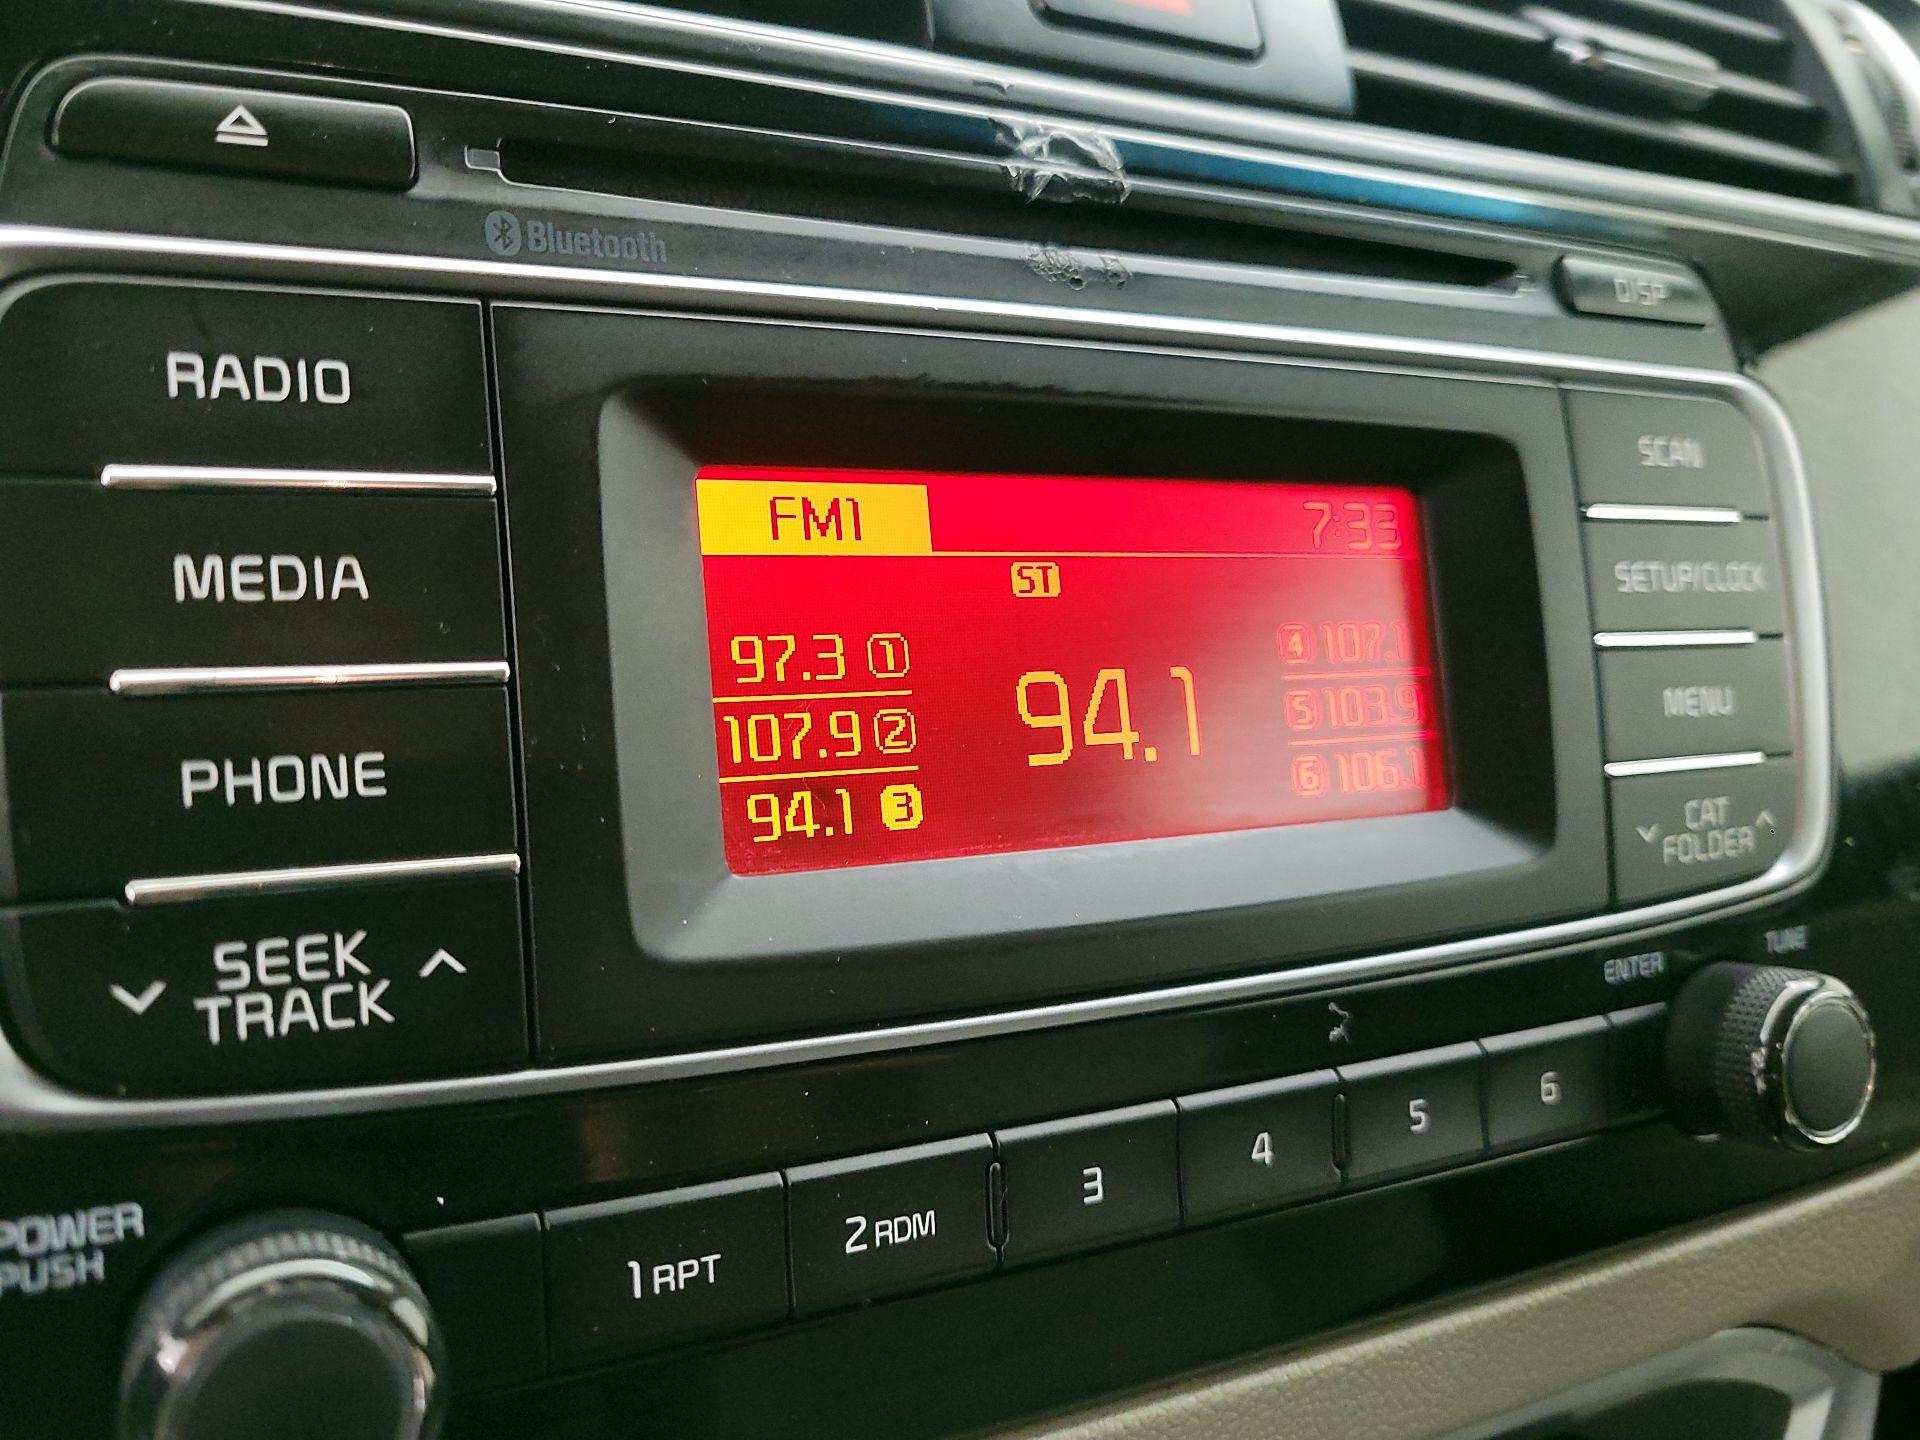 Bluetooth
DISP
RADIO
MEDIA
PHONE
SEEK
TRACK
FM1
7:33
ST
97.3 1
107.9 2
94.1 3
94.1
4 107.1
5 103.9
6 106.1
SCAN
SETUP/CLOCK
MENU
CAT
FOLDER
ENTER
TUNE
POWER
PUSH
1 RPT
2 RDM
3
4
5
6